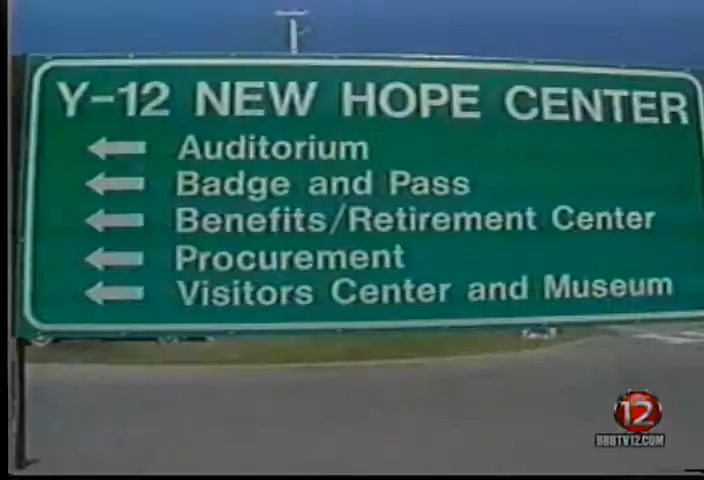 Y-12 NEW HOPE CENTER
Auditorium
Badge and Pass
Benefits/Retirement Center
Procurement
Visitors Center and Museum
12
BBBTV12.COM